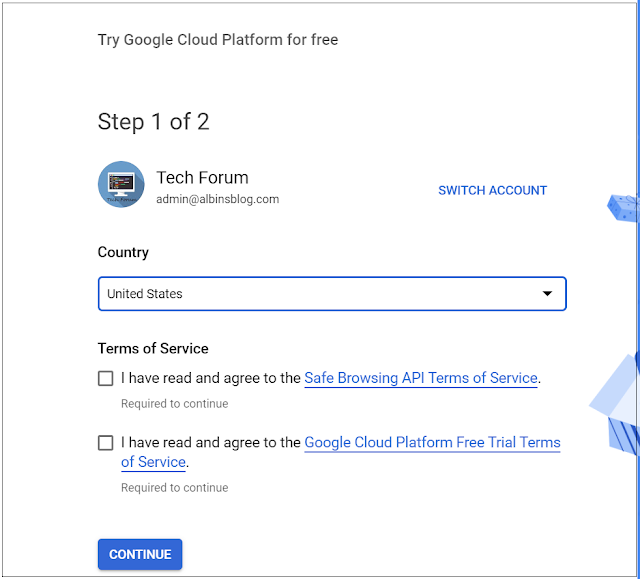 Try Google Cloud Platform for free
Step 1 of 2
Tech Forum
admin@albinsblog.com
SWITCH ACCOUNT
Country
United States
Terms of Service
I have read and agree to the Safe Browsing API Terms of Service.
Required to continue
I have read and agree to the Google Cloud Platform Free Trial Terms
of Service.
Required to continue
CONTINUE